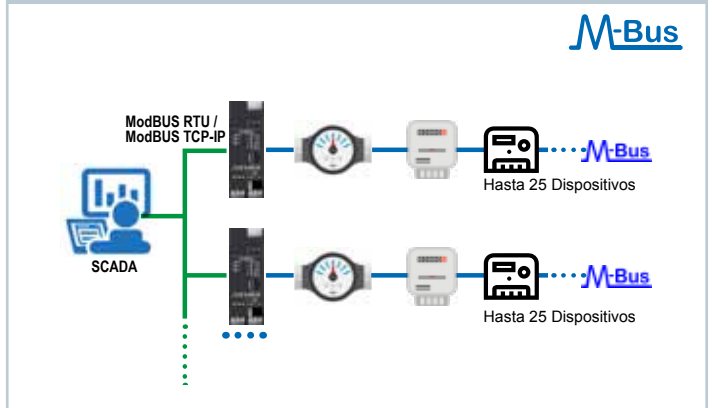 M-Bus
ModBUS RTU /
ModBUS TCP-IP
M-Bus
Hasta 25 Dispositivos
SCADA
M-Bus
Hasta 25 Dispositivos